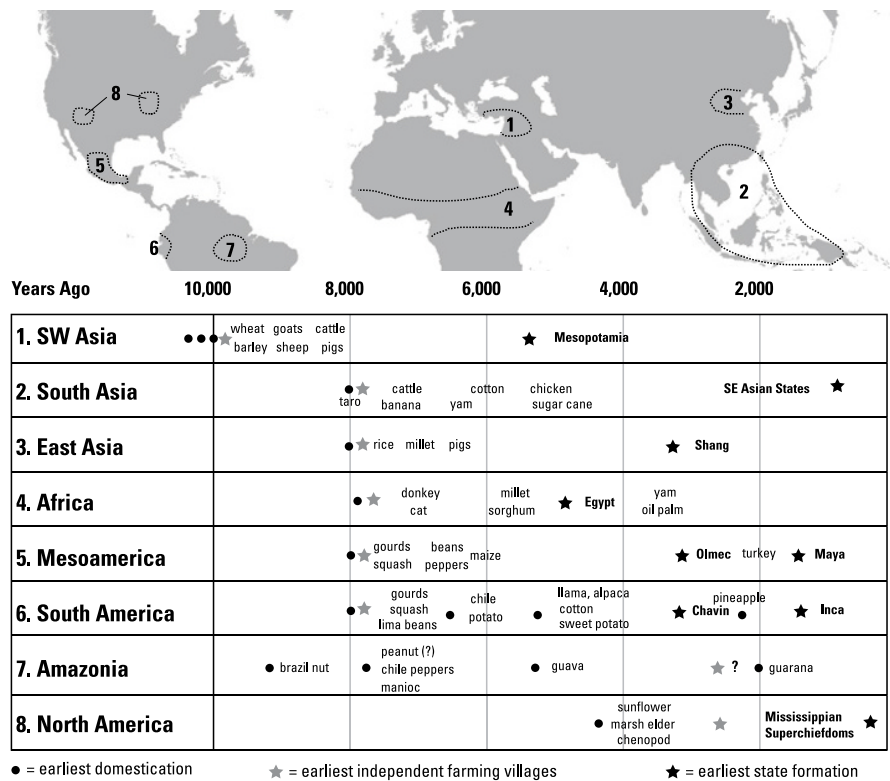 8
1
3
5
2
4
6
7
Years Ago 10,000 8,000 6,000 4,000 2,000
1. SW Asia
wheat goats cattle
barley sheep pigs
Mesopotamia
2. South Asia
taro
cattle cotton chicken
banana yam sugar cane
SE Asian States
3. East Asia
rice millet pigs
Shang
4. Africa
donkey
cat
millet
sorghum
Egypt
yam
oil palm
5. Mesoamerica
gourds beans
squash peppers maize
Olmec turkey Maya
6. South America
gourds
squash
lima beans
chile
potato
llama, alpaca
cotton
sweet potato
Chavin
pineapple
Inca
7. Amazonia
brazil nut
peanut (?)
chile peppers
manioc
guava
?
guarana
8. North America
sunflower
marsh elder
chenopod
Mississippian
Superchiefdoms
● = earliest domestication ★ = earliest independent farming villages ★ = earliest state formation